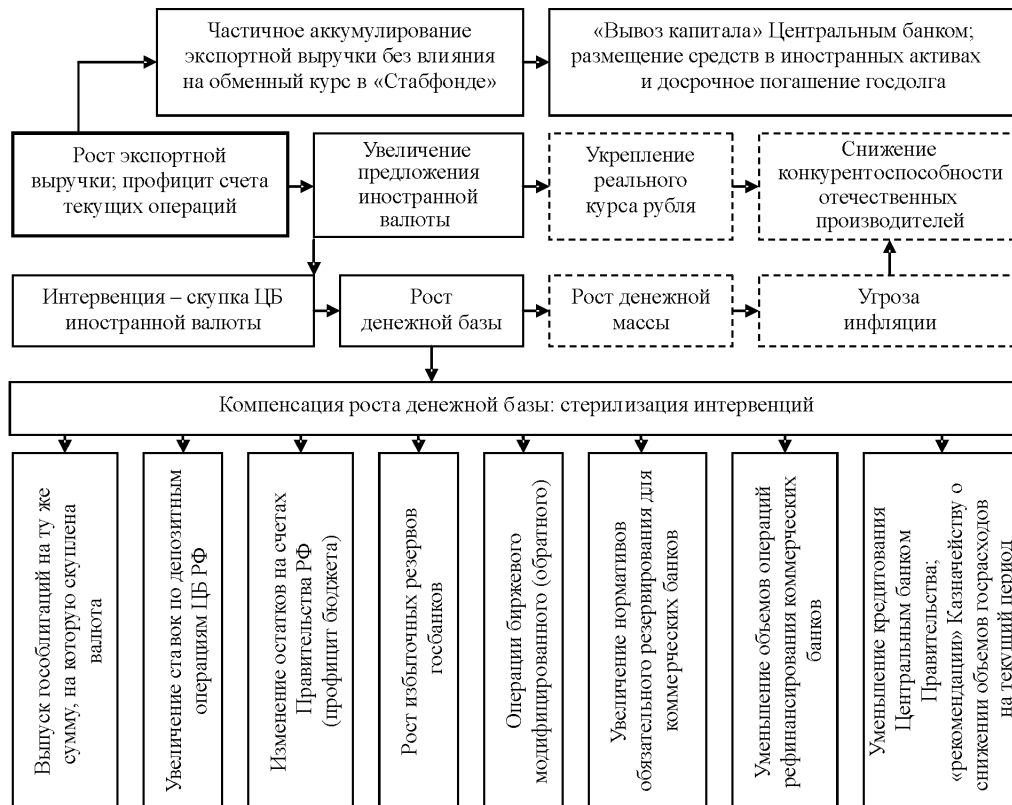 Частичное аккумулирование
экспортной выручки без влияния
на обменный курс в «Стабфонде»
«Вывоз капитала» Центральным банком;
размещение средств в иностранных активах
и досрочное погашение госдолга
Рост экспортной
выручки; профицит счета
текущих операций
Увеличение
предложения
иностранной
валюты
Укрепление
реального
курса рубля
Снижение
конкурентоспособности
отечественных
производителей
Интервенция – скупка ЦБ
иностранной валюты
Рост
денежной базы
Рост денежной
массы
Угроза
инфляции
Компенсация роста денежной базы: стерилизация интервенций
Выпуск гособлигаций на ту же
сумму, на которую скуплена
валюта
Увеличение ставок по депозитным
операциям ЦБ РФ
Изменение остатков на счетах
Правительства РФ
(профицит бюджета)
Рост избыточных резервов
госбанков
Операции биржевого
модифицированного (обратного)
Увеличение нормативов
обязательного резервирования для
коммерческих банков
Уменьшение объемов операций
рефинансирования коммерческих
банков
Уменьшение кредитования
Центральным банком
Правительства;
«рекомендации» Казначейству о
снижении объемов госрасходов
на текущий период